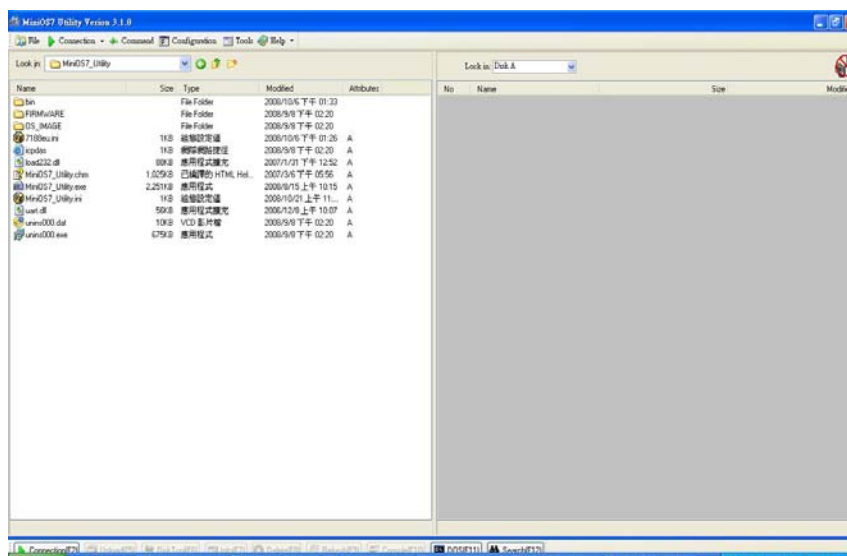 MiniOS7 Utility Verion 3.1.8
File Connection Command Configuration Tools Help
Look in: MiniOS7_Utility
Lock in: Disk A
Name Size Type Modified Attributes
No Name Size Modifie
bin File Folder 2008/10/6 下午 01:33
FIRMWARE File Folder 2008/9/8 下午 02:20
OS_IMAGE File Folder 2008/9/8 下午 02:20
7188eu.ini 1KB 組態設定值 2008/10/6 下午 01:26 A
icpdas 1KB 網際網路捷徑 2008/9/8 下午 02:20 A
load232.dll 88KB 應用程式擴充 2007/1/31 下午 12:52 A
MiniOS7_Utility.chm 1,025KB 已編譯的 HTML Hel... 2007/3/6 下午 05:56 A
MiniOS7_Utility.exe 2,251KB 應用程式 2008/8/15 上午 10:15 A
MiniOS7_Utility.ini 1KB 組態設定值 2008/10/21 上午 11:... A
uart.dll 56KB 應用程式擴充 2006/12/8 上午 10:07 A
unins000.dat 10KB VCD 影片檔 2008/9/8 下午 02:20 A
unins000.exe 675KB 應用程式 2008/9/8 下午 02:20 A
Connection(F2) DOS(F11) Search(F12)